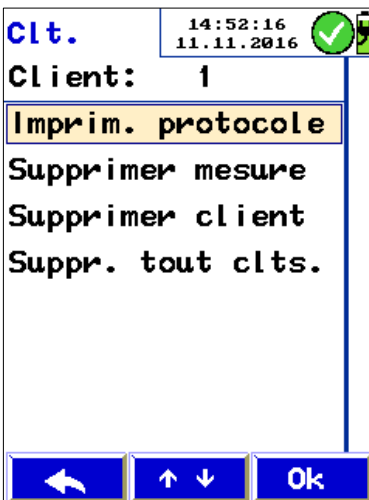 Clt.
14:52:16
11.11.2016
Client: 1
Imprim. protocole
Supprimer mesure
Supprimer client
Suppr. tout clts.
Ok